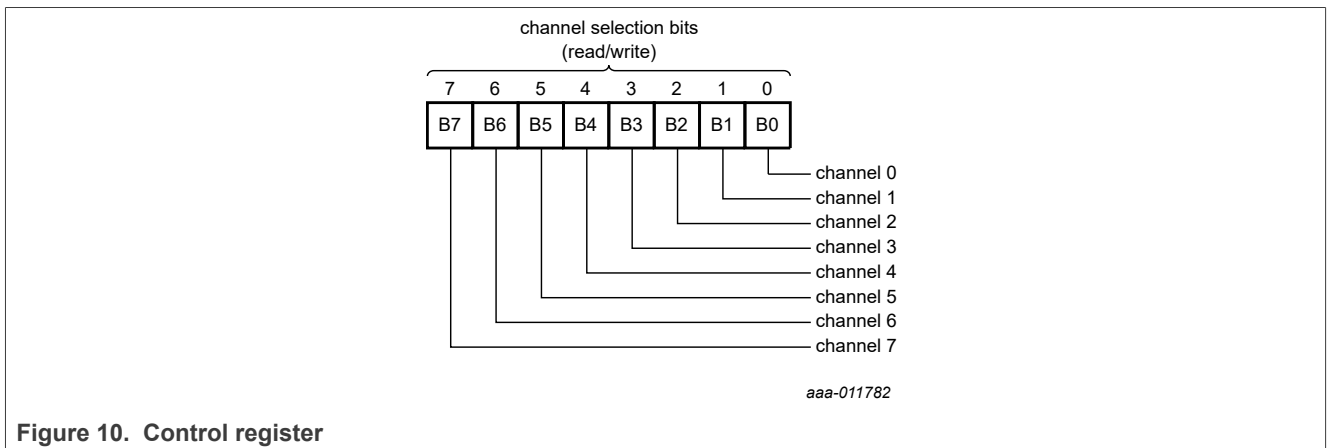 channel selection bits
(read/write)
7 6 5 4 3 2 1 0
B7 B6 B5 B4 B3 B2 B1 B0
channel 0
channel 1
channel 2
channel 3
channel 4
channel 5
channel 6
channel 7
aaa-011782
Figure 10. Control register